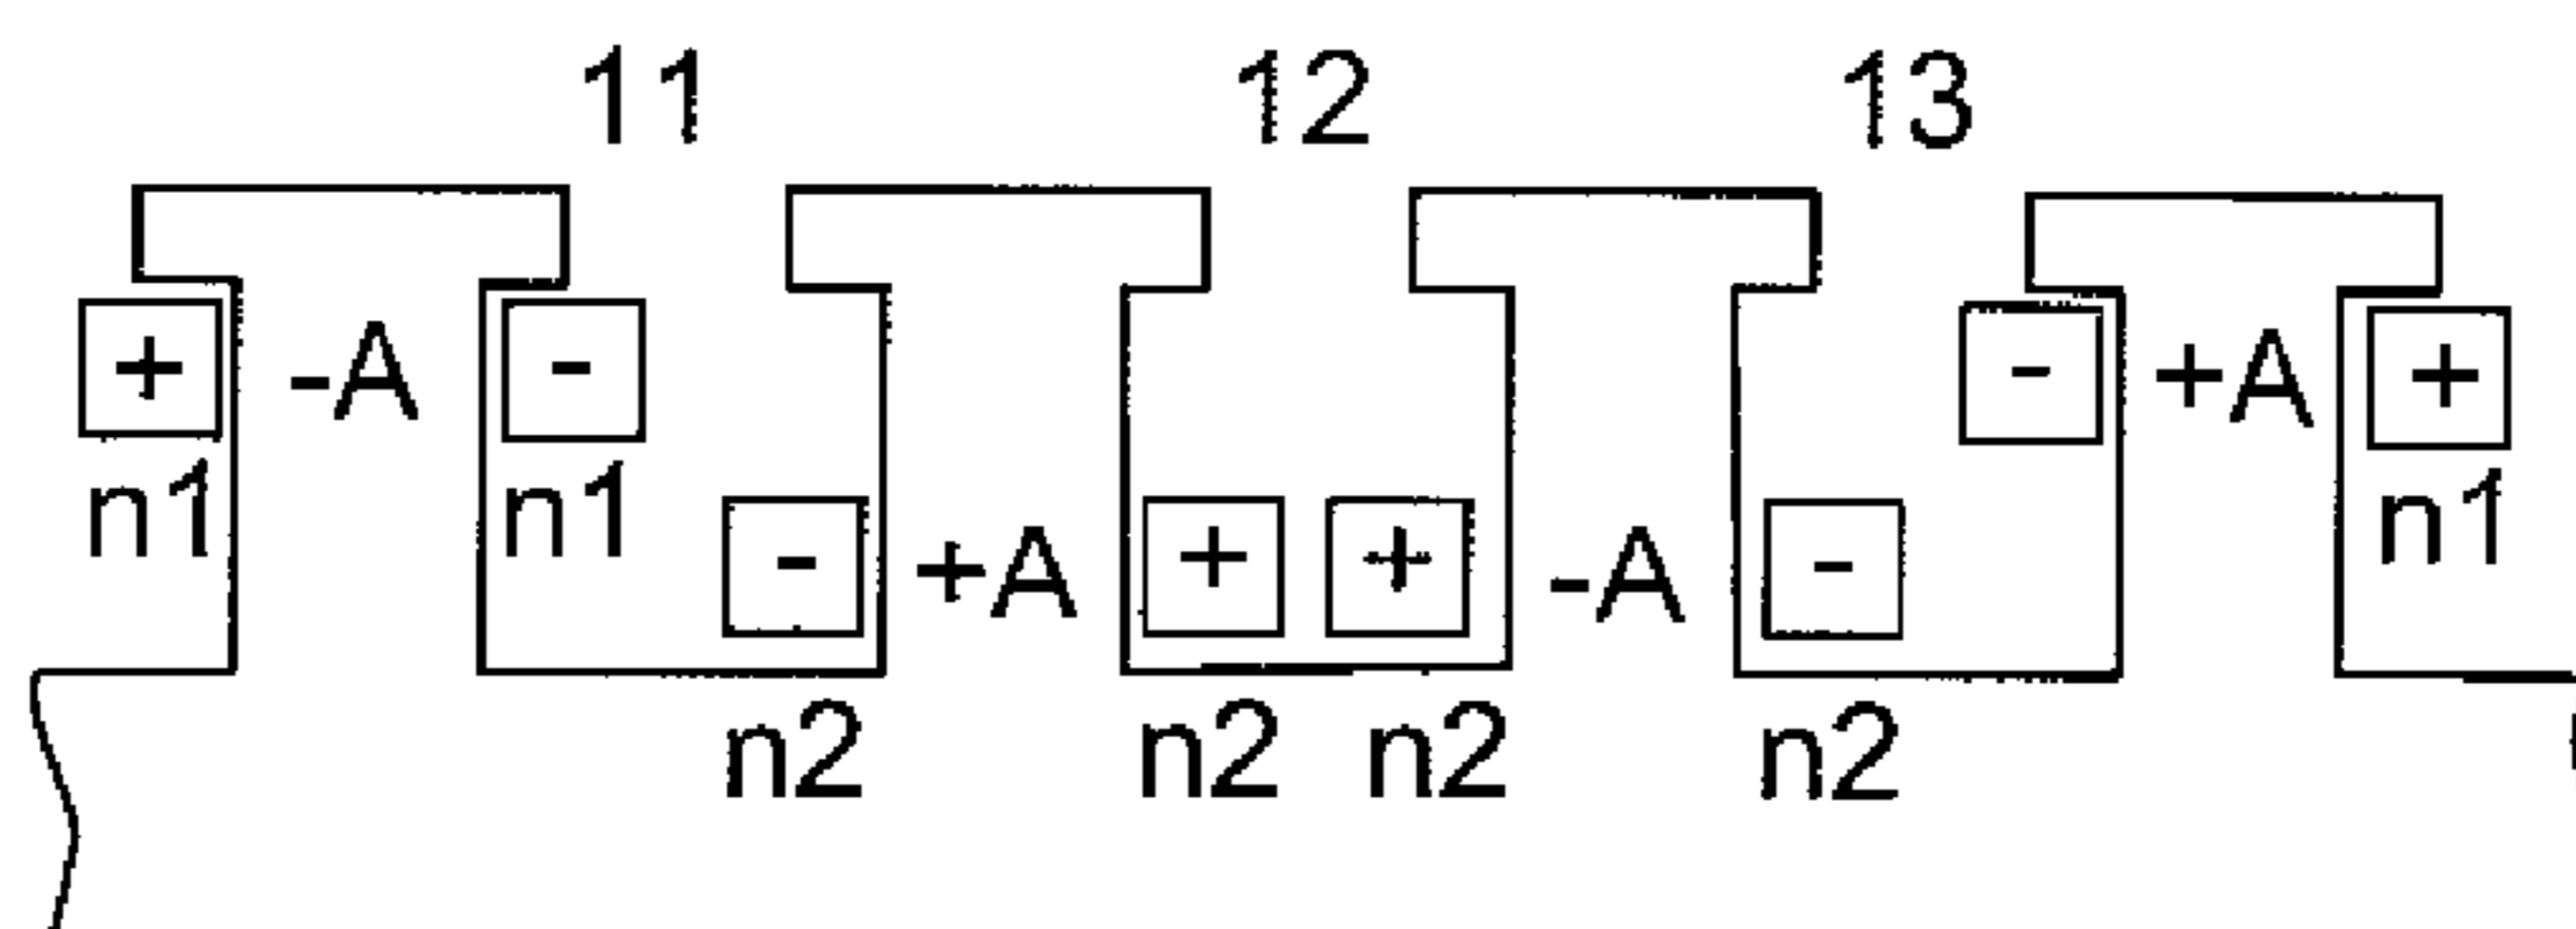 11 12 13
+ -A - - +A +
n1 n1 n1
- +A + + -A -
n2 n2 n2 n2